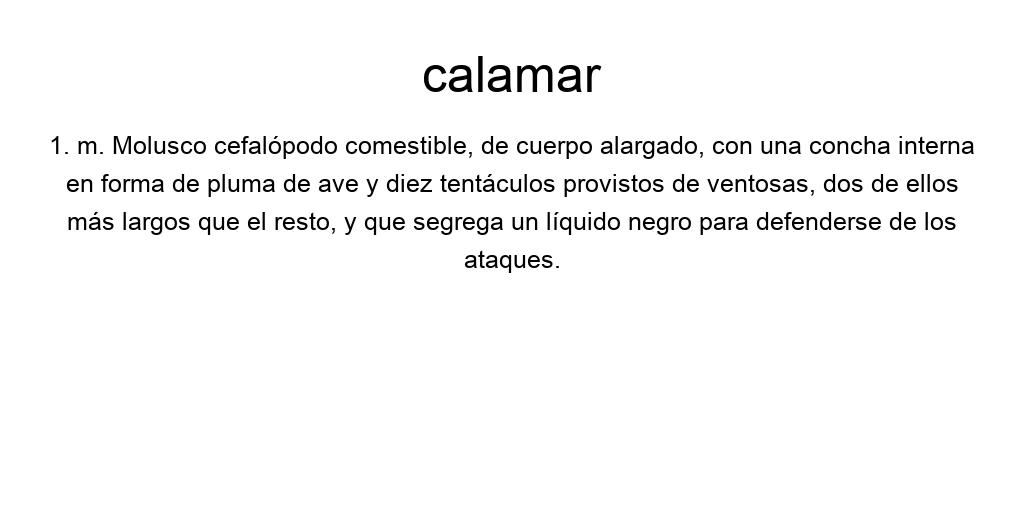 calamar
1. m. Molusco cefalópodo comestible, de cuerpo alargado, con una concha interna
en forma de pluma de ave y diez tentáculos provistos de ventosas, dos de ellos
más largos que el resto, y que segrega un líquido negro para defenderse de los
ataques.